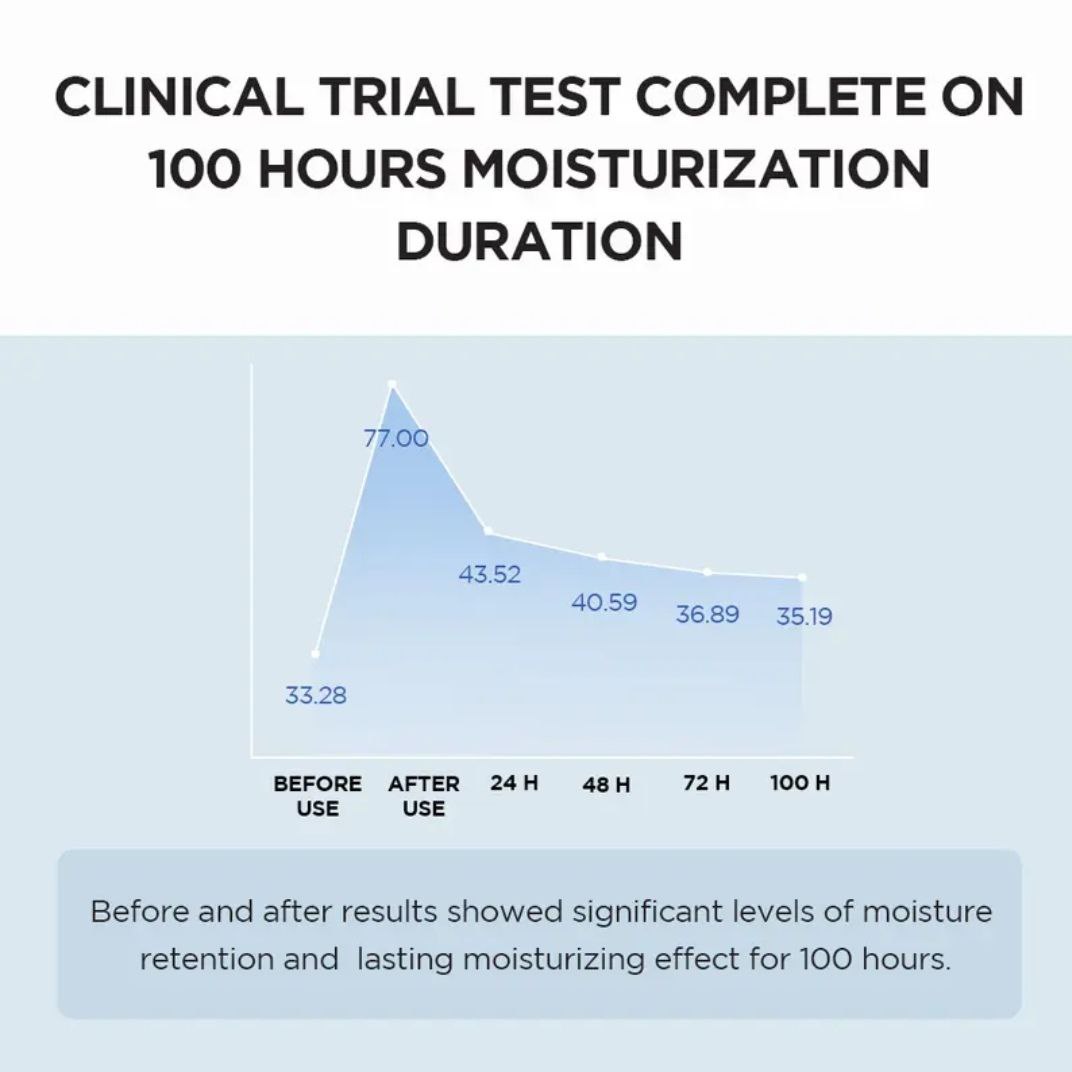 CLINICAL TRIAL TEST COMPLETE ON
100 HOURS MOISTURIZATION
DURATION
77.00
43.52
40.59
36.89
35.19
33.28
BEFORE USE
AFTER USE
24 H
48 H
72 H
100 H
Before and after results showed significant levels of moisture
retention and  lasting moisturizing effect for 100 hours.